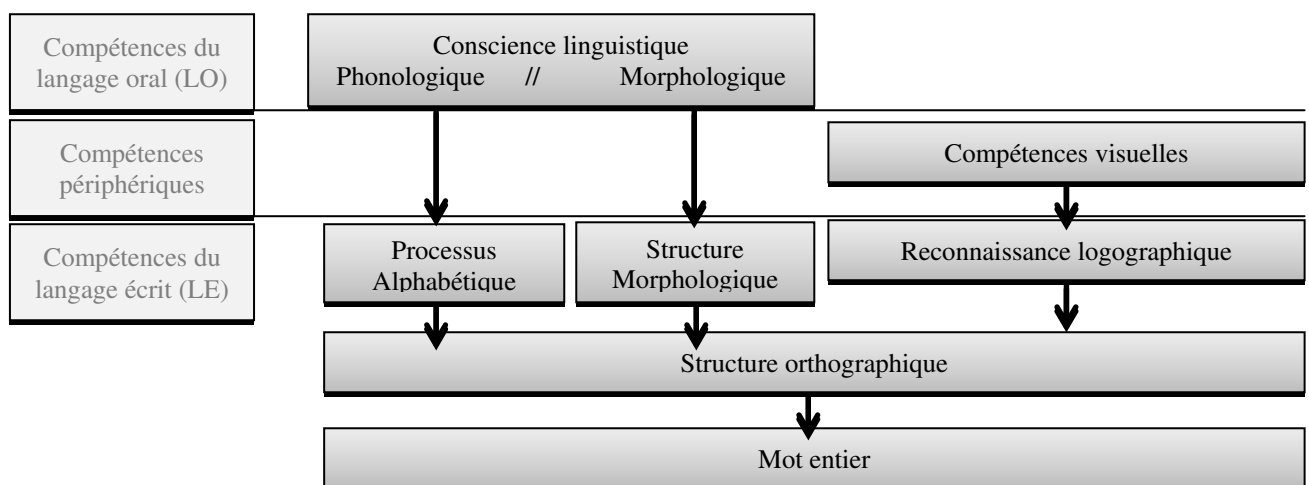 Compétences du
langage oral (LO)
Conscience linguistique
Phonologique // Morphologique
Compétences
périphériques
Compétences visuelles
Compétences du
langage écrit (LE)
Processus
Alphabétique
Structure
Morphologique
Reconnaissance logographique
Structure orthographique
Mot entier